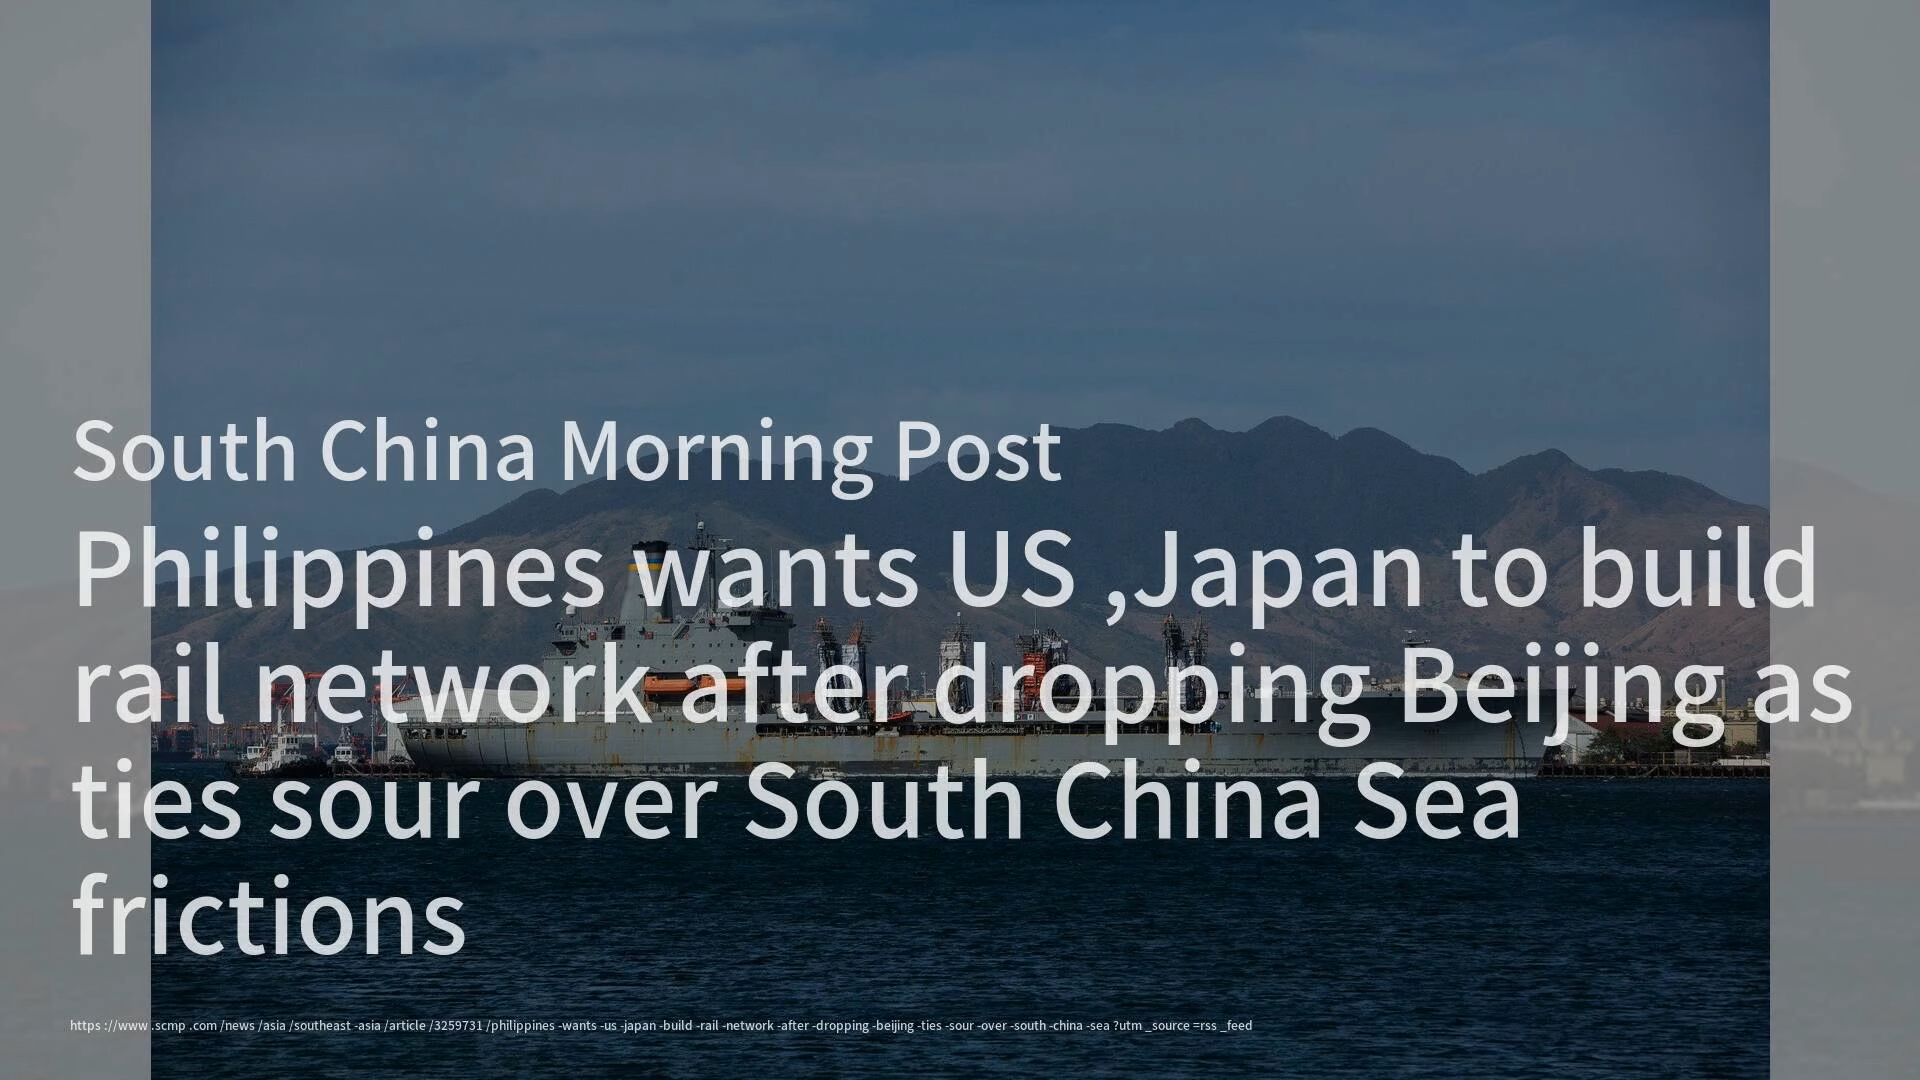 South China Morning Post
Philippines wants US ,Japan to build
rail network after dropping Beijing as
ties sour over South China Sea
frictions
https ://www .scmp .com /news /asia /southeast -asia /article /3259731 /philippines -wants -us -japan -build -rail -network -after -dropping -beijing -ties -sour -over -south -china -sea ?utm _source =rss _feed